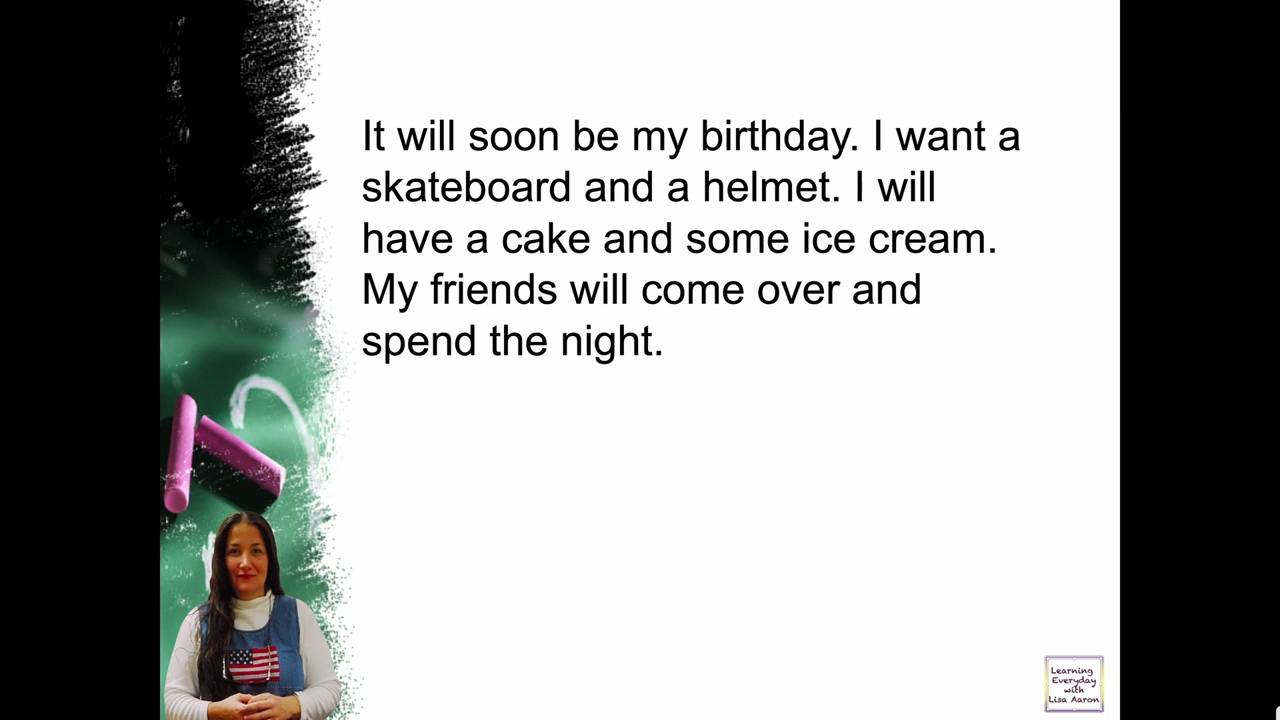 It will soon be my birthday. I want a
skateboard and a helmet. I will
have a cake and some ice cream.
My friends will come over and
spend the night.
Learning
Everyday
with
Lisa Aaron